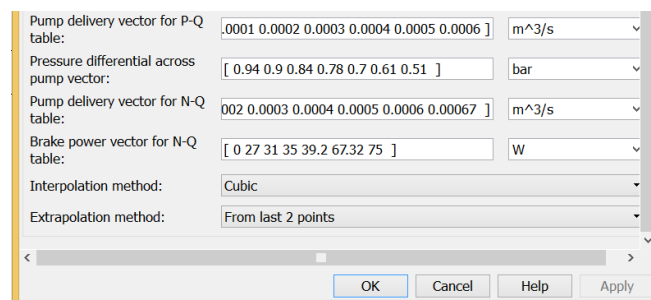 Pump delivery vector for P-Q table:
.0001 0.0002 0.0003 0.0004 0.0005 0.0006 ]
m^3/s
Pressure differential across pump vector:
[ 0.94 0.9 0.84 0.78 0.7 0.61 0.51 ]
bar
Pump delivery vector for N-Q table:
002 0.0003 0.0004 0.0005 0.0006 0.00067 ]
m^3/s
Brake power vector for N-Q table:
[ 0 27 31 35 39.2 67.32 75 ]
W
Interpolation method:
Cubic
Extrapolation method:
From last 2 points
OK
Cancel
Help
Apply